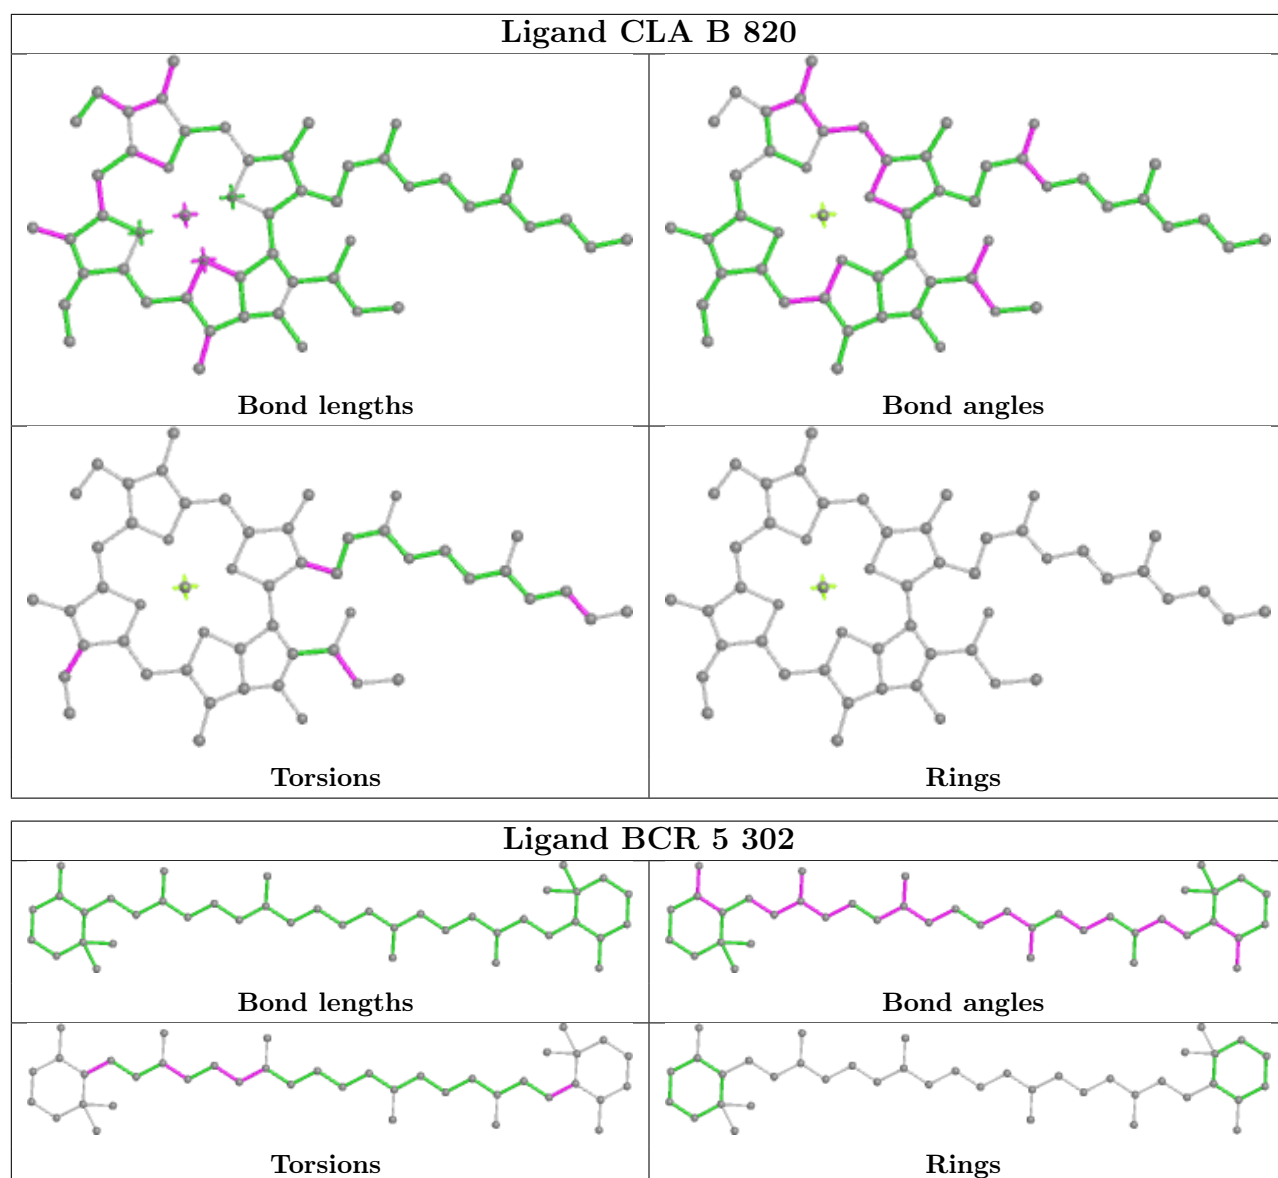 Ligand CLA B 820
Bond lengths
Bond angles
Torsions
Rings
Ligand BCR 5 302
Bond lengths
Bond angles
Torsions
Rings